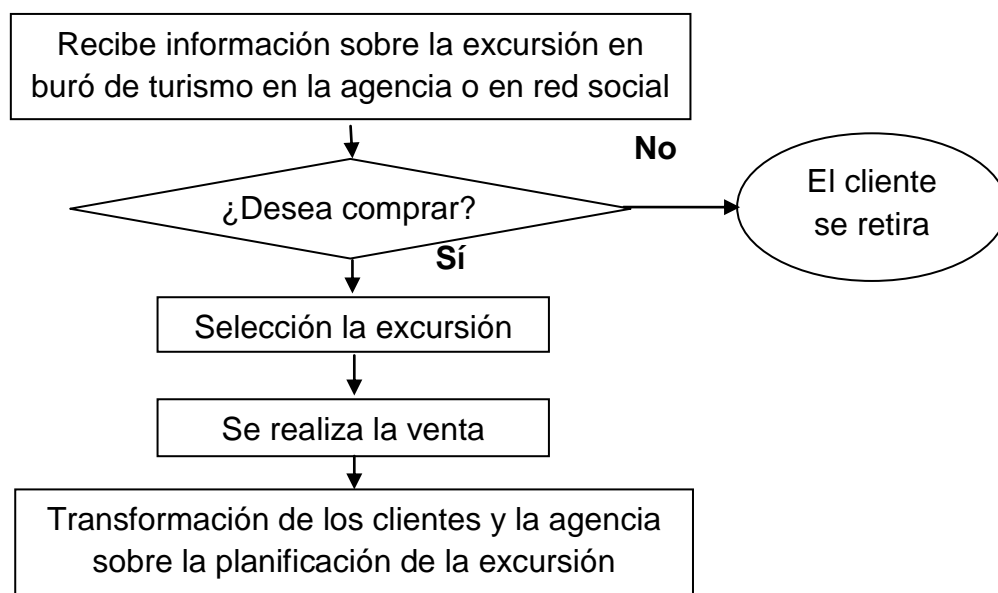 Recibe información sobre la excursión en
buró de turismo en la agencia o en red social
No
El cliente
se retira
¿Desea comprar?
Sí
Selección la excursión
Se realiza la venta
Transformación de los clientes y la agencia
sobre la planificación de la excursión